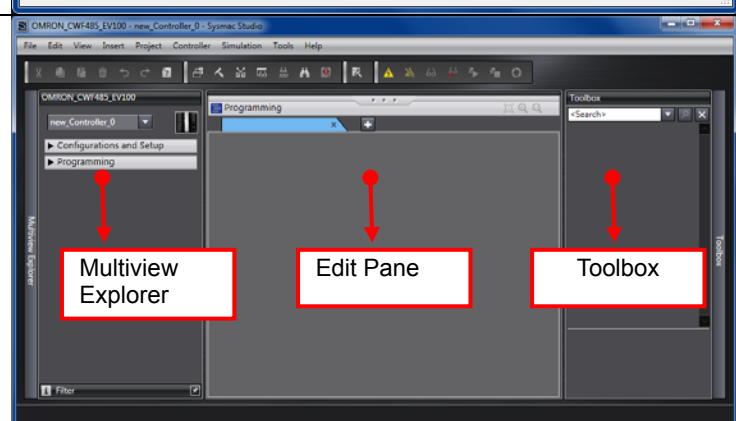 OMRON_CWF485_EV100 - new_Controller_0 - Sysmac Studio
File Edit View Insert Project Controller Simulation Tools Help
OMRON_CWF485_EV100
new_Controller_0
Configurations and Setup
Programming
Multiview Explorer
Filter
Programming
Toolbox
<Search>
Toolbox
Multiview
Explorer
Edit Pane
Toolbox